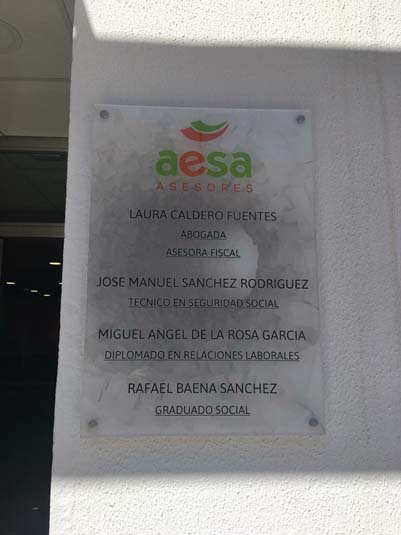 aesa
ASESORES
LAURA CALDERO FUENTES
ABOGADA
ASESORA FISCAL
JOSE MANUEL SANCHEZ RODRIGUEZ
TECNICO EN SEGURIDAD SOCIAL
MIGUEL ANGEL DE LA ROSA GARCIA
DIPLOMADO EN RELACIONES LABORALES
RAFAEL BAENA SANCHEZ
GRADUADO SOCIAL